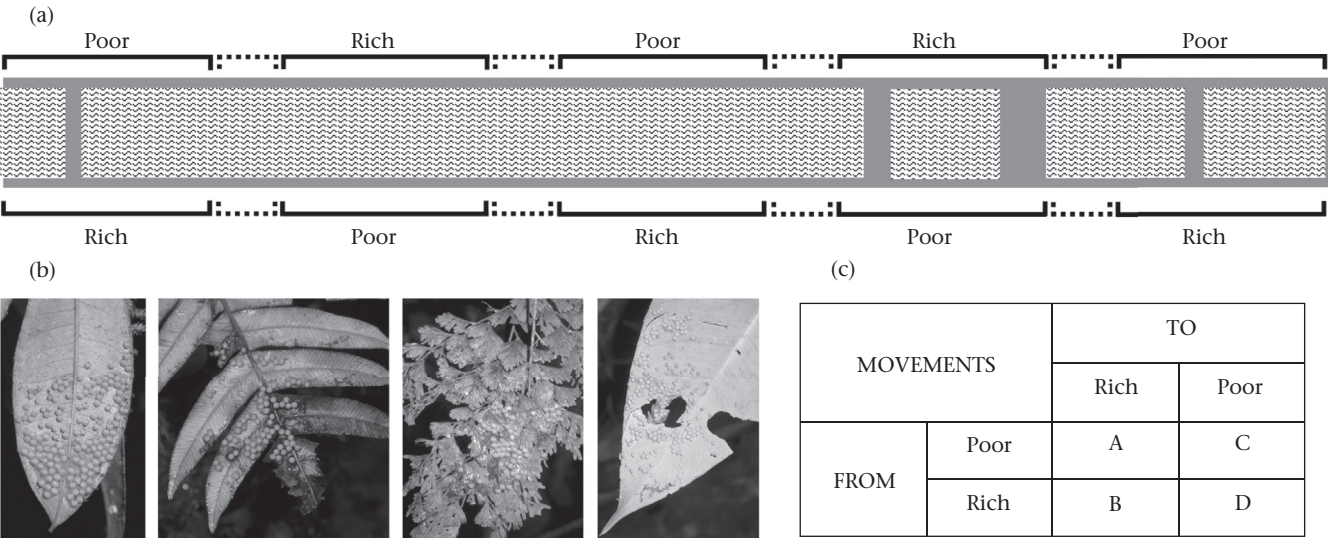 (a)
Poor Rich Poor Rich Poor
Rich Poor Rich Poor Rich
(b)
(c)
MOVEMENTS TO
Rich Poor
FROM Poor A C
Rich B D